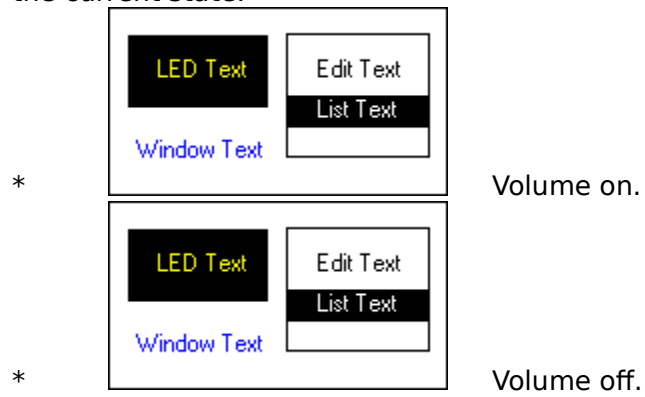 the current state.
LED Text Edit Text
List Text
Window Text
* Volume on.
LED Text Edit Text
List Text
Window Text
* Volume off.